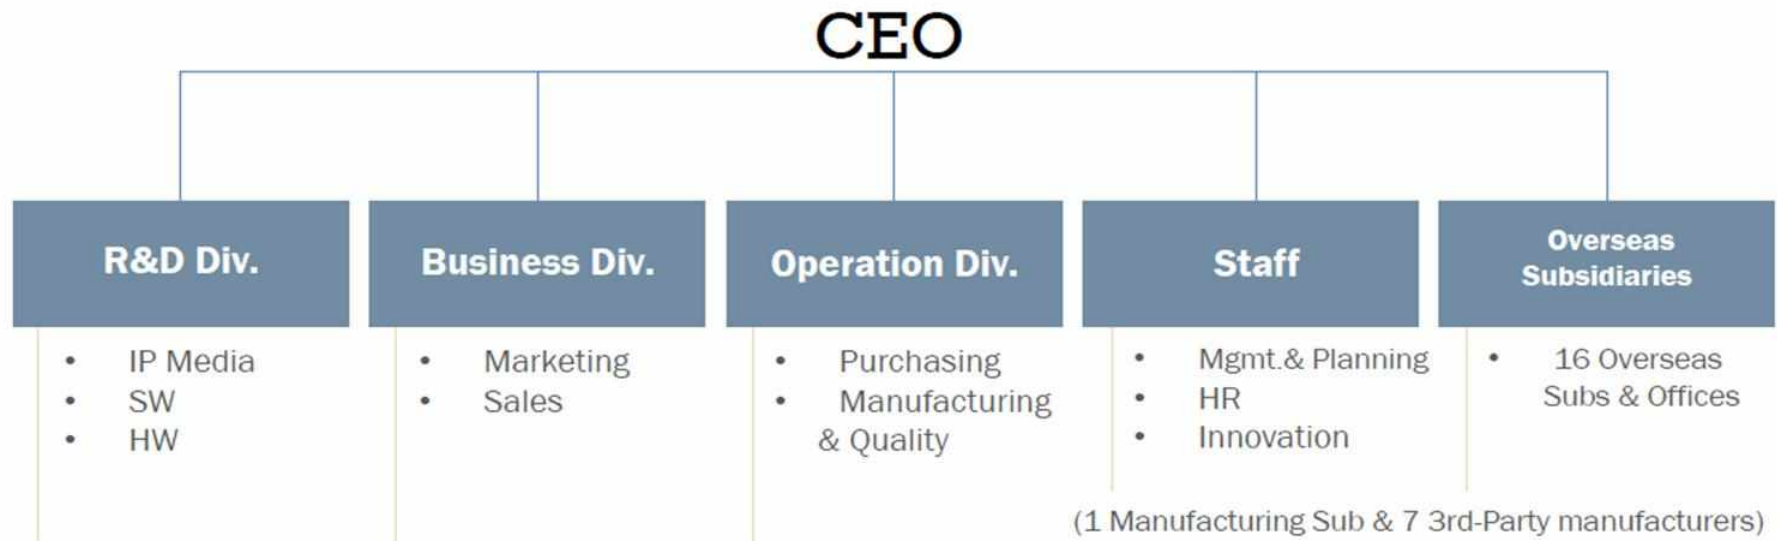 CEO
R&D Div.
Business Div.
Operation Div.
Staff
Overseas
Subsidiaries
• IP Media
• SW
• HW
• Marketing
• Sales
• Purchasing
• Manufacturing
& Quality
• Mgmt.& Planning
• HR
• Innovation
• 16 Overseas
Subs & Offices
(1 Manufacturing Sub & 7 3rd-Party manufacturers)